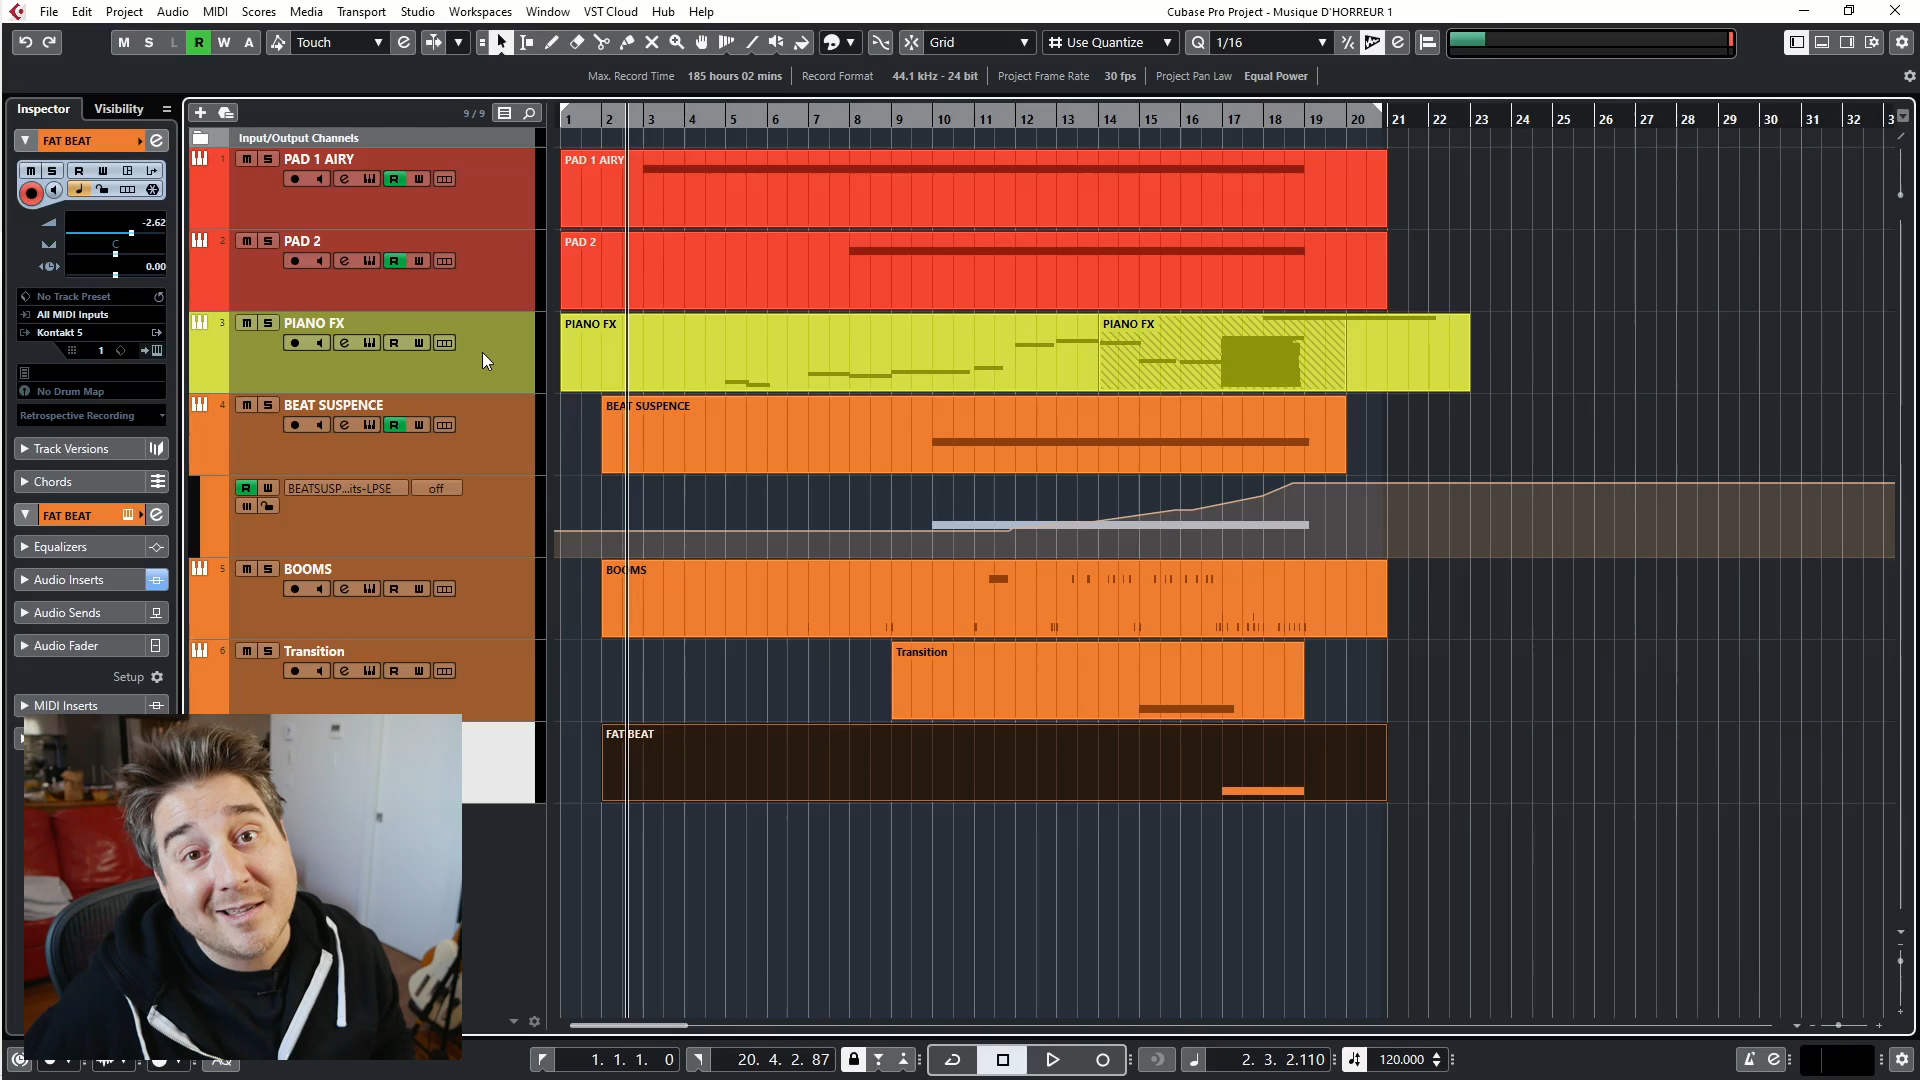 File Edit Project Audio MIDI Scores Media Transport Studio Workspaces Window VST Cloud Hub Help
Cubase Pro Project - Musique D'HORREUR 1
M S L R W A Touch Grid Use Quantize Q 1/16
Max. Record Time 185 hours 02 mins Record Format 44.1 kHz - 24 bit Project Frame Rate 30 fps Project Pan Law Equal Power
Inspector Visibility
9 / 9
1 2 3 4 5 6 7 8 9 10 11 12 13 14 15 16 17 18 19 20 21 22 23 24 25 26 27 28 29 30 31 32 3
FAT BEAT
Input/Output Channels
-2.62
C
0.00
No Track Preset
All MIDI Inputs
Kontakt 5
1
No Drum Map
Retrospective Recording
Track Versions
Chords
FAT BEAT
Equalizers
Audio Inserts
Audio Sends
Audio Fader
Setup
MIDI Inserts
1 M S PAD 1 AIRY
R W
2 M S PAD 2
R W
3 M S PIANO FX
R W
4 M S BEAT SUSPENCE
R W
R W BEATSUSP...its-LPSE off
5 M S BOOMS
R W
6 M S Transition
R W
PAD 1 AIRY
PAD 2
PIANO FX PIANO FX
BEAT SUSPENCE
BOOMS
Transition
FAT BEAT
1. 1. 1. 0 20. 4. 2. 87 2. 3. 2.110 120.000